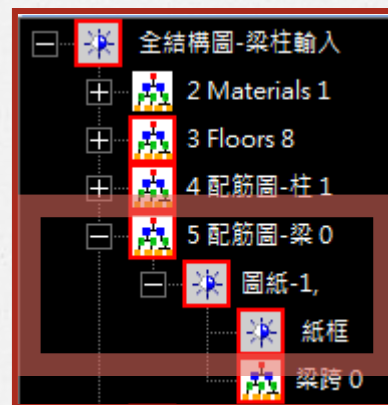 全結構圖-梁柱輸入
2 Materials 1
3 Floors 8
4 配筋圖-柱 1
5 配筋圖-梁 0
圖紙-1,
紙框
梁跨 0